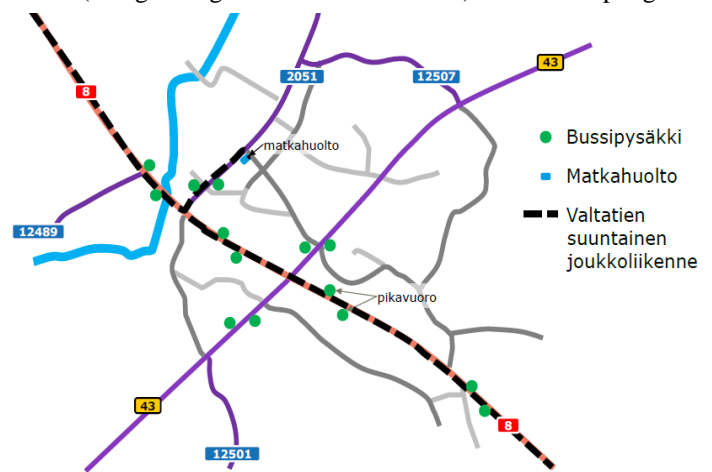 2051
43
12507
8
matkahuolto
Bussipysäkki
Matkahuolto
Valtatien
suuntainen
joukkoliikenne
12489
pikavuoro
43
8
12501